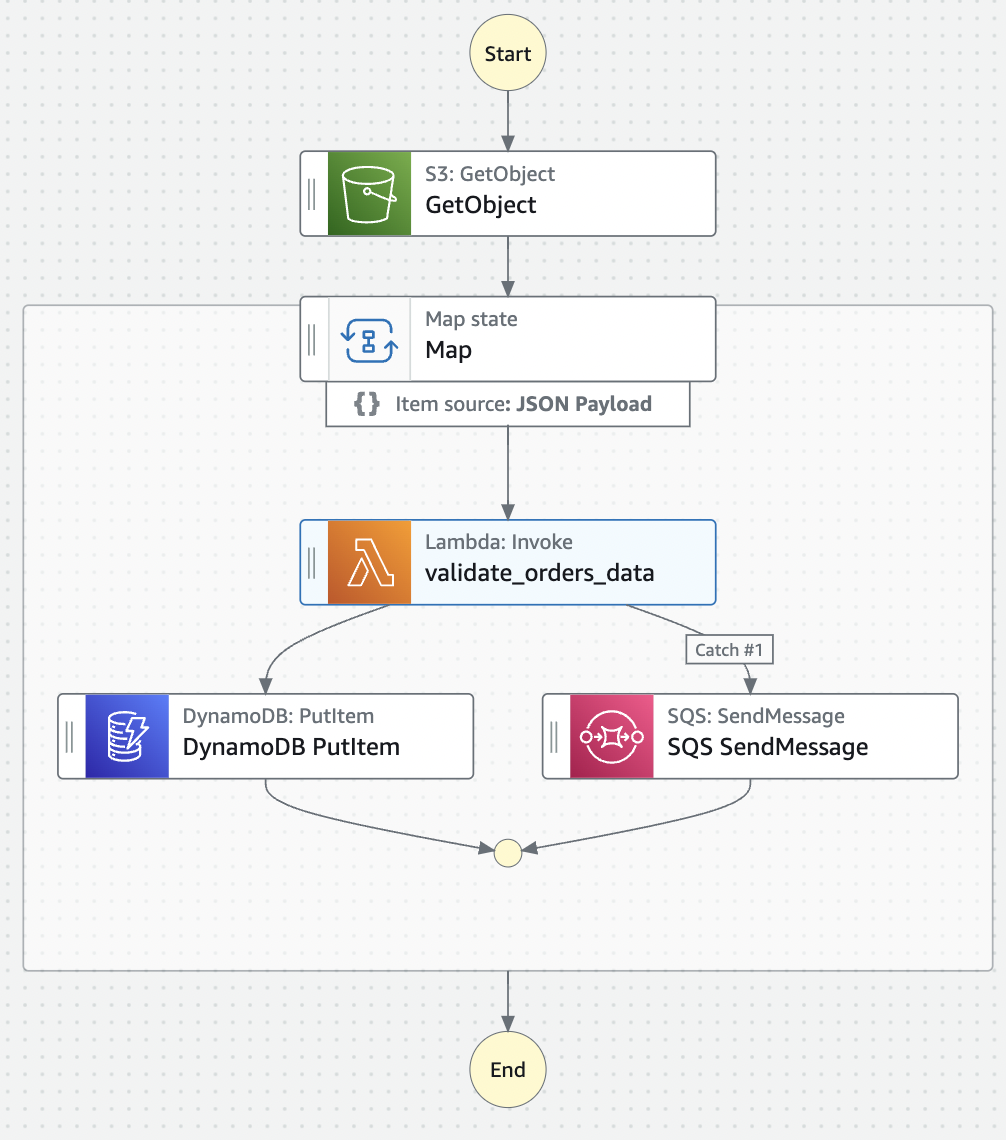 Start
S3: GetObject
GetObject
Map state
Map
{} Item source: JSON Payload
Lambda: Invoke
validate_orders_data
Catch #1
DynamoDB: PutItem
DynamoDB PutItem
SQS: SendMessage
SQS SendMessage
End